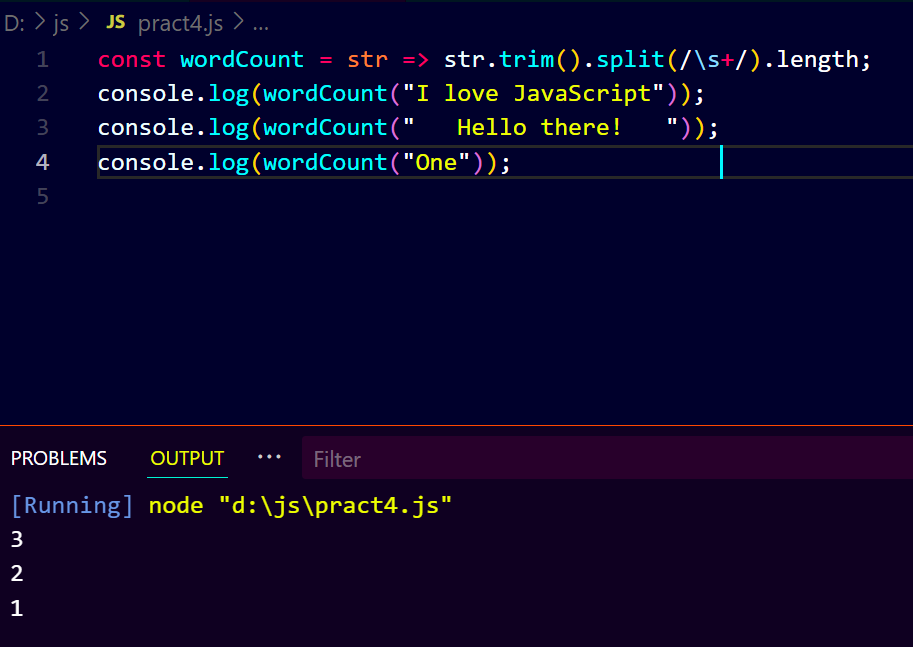 D: > js > JS pract4.js > ...
1 const wordCount = str => str.trim().split(/\s+/).length;
2 console.log(wordCount("I love JavaScript"));
3 console.log(wordCount("   Hello there!   "));
4 console.log(wordCount("One"));
5
PROBLEMS OUTPUT ··· Filter
[Running] node "d:\js\pract4.js"
3
2
1